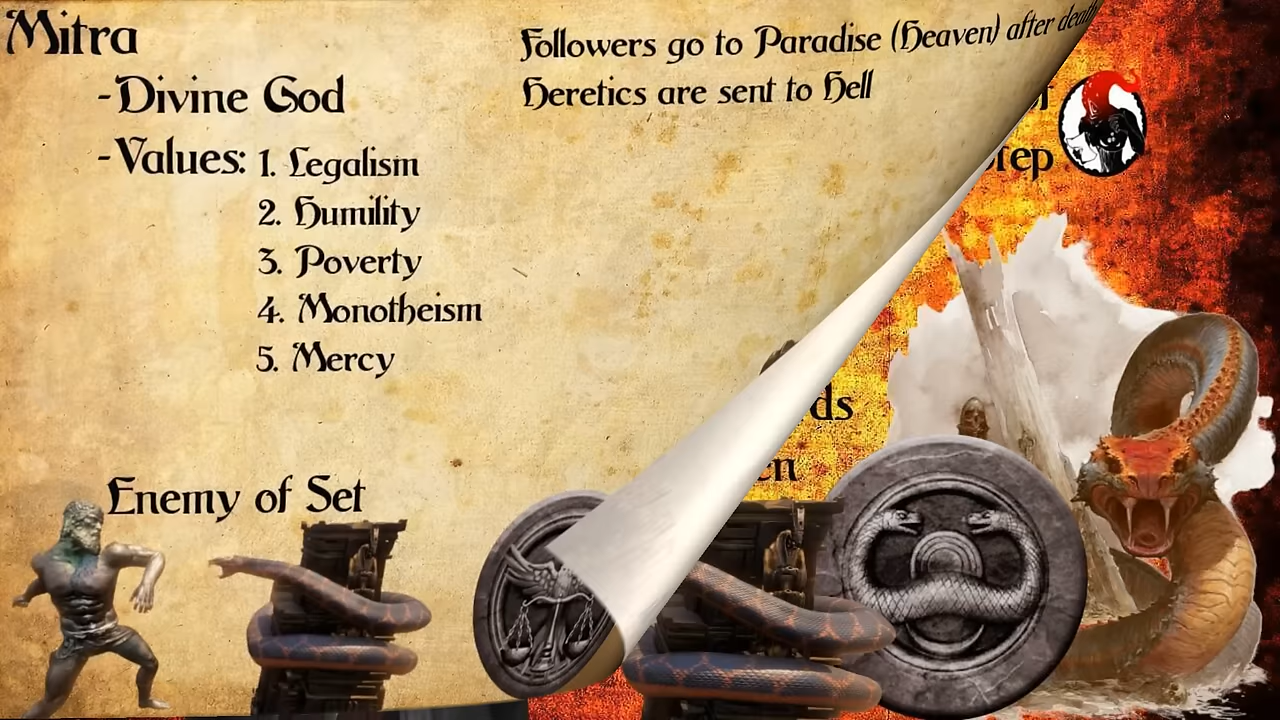 Mitra
-Divine God
-Values: 1. Legalism
2. Humility
3. Poverty
4. Monotheism
5. Mercy
Followers go to Paradise (Heaven) after death
Heretics are sent to Hell
Enemy of Set